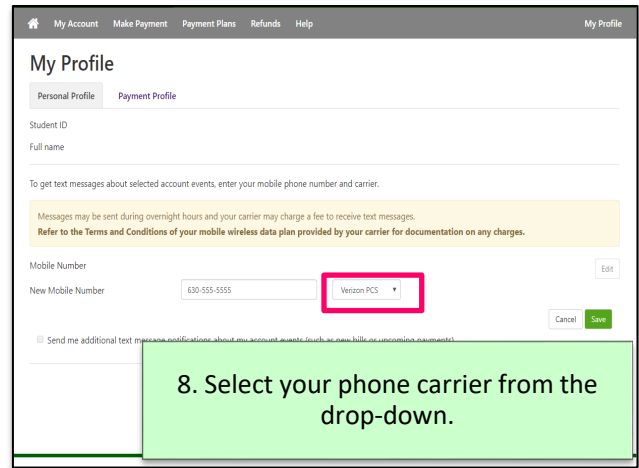 My Account Make Payment Payment Plans Refunds Help My Profile
My Profile
Personal Profile Payment Profile
Student ID
Full name
To get text messages about selected account events, enter your mobile phone number and carrier.
Messages may be sent during overnight hours and your carrier may charge a fee to receive text messages.
Refer to the Terms and Conditions of your mobile wireless data plan provided by your carrier for documentation on any charges.
Mobile Number Edit
New Mobile Number 630-555-5555 Verizon PCS
Cancel Save
Send me additional text message notifications about my account events (such as new bills or upcoming payments)
8. Select your phone carrier from the
drop-down.